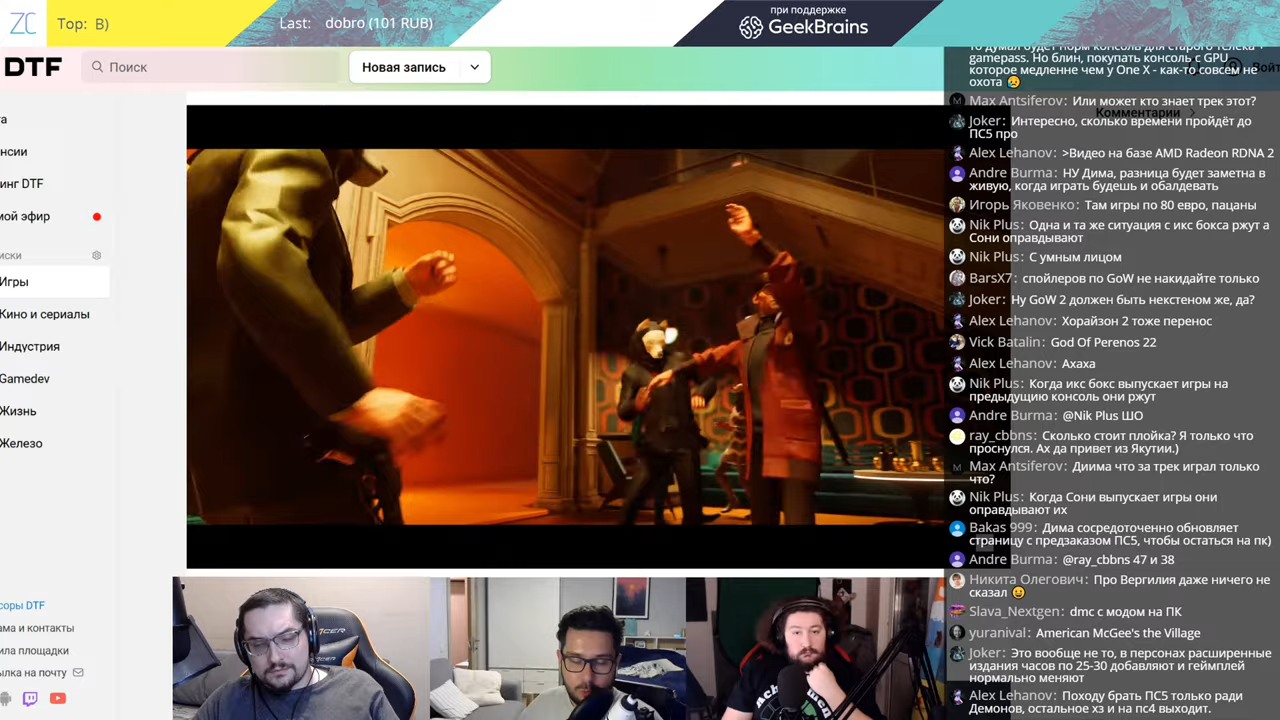 ZC
Top: B)
Last: dobro (101 RUB)
при поддержке
GeekBrains
DTF
Поиск
Новая запись
Комментарии
нсии
инг DTF
мой эфир
иски
Игры
Кино и сериалы
Индустрия
Gamedev
Жизнь
Железо
соры DTF
ама и контакты
ила площадки
ылка на почту
то думал будет норм консоль для старого телека +
gamepass. Но блин, покупать консоль с GPU
которое медленне чем у One X - как-то совсем не
охота 😥
Max Antsiferov: Или может кто знает трек этот?
Joker: Интересно, сколько времени пройдёт до
ПС5 про
Alex Lehanov: >Видео на базе AMD Radeon RDNA 2
Andre Burma: НУ Дима, разница будет заметна в
живую, когда играть будешь и обалдевать
Игорь Яковенко: Там игры по 80 евро, пацаны
Nik Plus: Одна и та же ситуация с икс бокса ржут а
Сони оправдывают
Nik Plus: С умным лицом
BarsX7: спойлеров по GoW не накидайте только
Joker: Ну GoW 2 должен быть некстеном же, да?
Alex Lehanov: Хорайзон 2 тоже перенос
Vick Batalin: God Of Perenos 22
Alex Lehanov: Ахаха
Nik Plus: Когда икс бокс выпускает игры на
предыдущию консоль они ржут
Andre Burma: @Nik Plus ШО
ray_cbbns: Сколько стоит плойка? Я только что
проснулся. Ах да привет из Якутии.)
Max Antsiferov: Диима что за трек играл только
что?
Nik Plus: Когда Сони выпускает игры они
оправдывают их
Bakas 999: Дима сосредоточенно обновляет
страницу с предзаказом ПС5, чтобы остаться на пк)
Andre Burma: @ray_cbbns 47 и 38
Никита Олегович: Про Вергилия даже ничего не
сказал 😀
Slava_Nextgen: dmc с модом на ПК
yuranival: American McGee's the Village
Joker: Это вообще не то, в персонах расширенные
издания часов по 25-30 добавляют и геймплей
нормально меняют
Alex Lehanov: Походу брать ПС5 только ради
Демонов, остальное хз и на пс4 выходит.